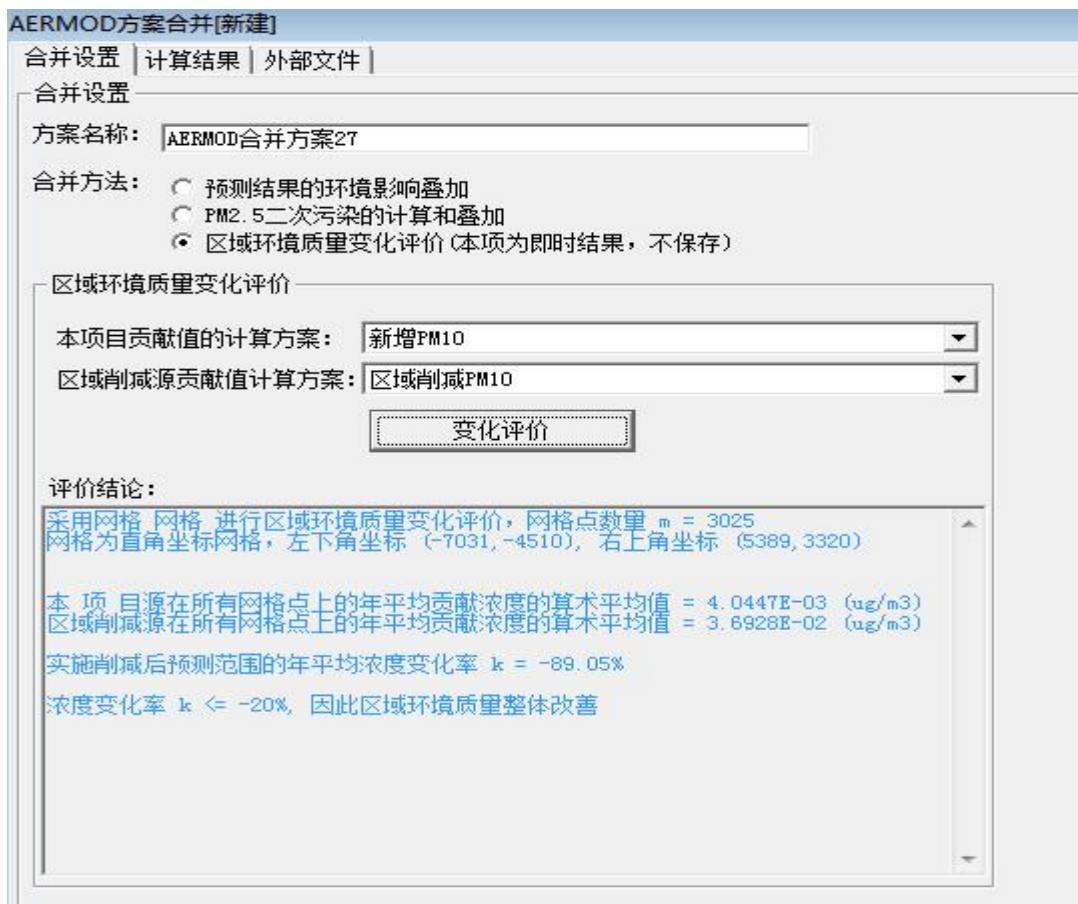 AERMOD方案合并[新建]
合并设置 计算结果 外部文件
合并设置
方案名称： AERMOD合并方案27
合并方法： 预测结果的环境影响叠加
PM2.5二次污染的计算和叠加
区域环境质量变化评价(本项为即时结果，不保存)
区域环境质量变化评价
本项目贡献值的计算方案： 新增PM10
区域削减源贡献值计算方案： 区域削减PM10
变化评价
评价结论：
采用网格 网格 进行区域环境质量变化评价，网格点数量 m = 3025
网格为直角坐标网格，左下角坐标 (-7031,-4510), 右上角坐标 (5389,3320)
本 项 目源在所有网格点上的年平均贡献浓度的算术平均值 = 4.0447E-03 (ug/m3)
区域削减源在所有网格点上的年平均贡献浓度的算术平均值 = 3.6928E-02 (ug/m3)
实施削减后预测范围的年平均浓度变化率 k = -89.05%
浓度变化率 k <= -20%, 因此区域环境质量整体改善